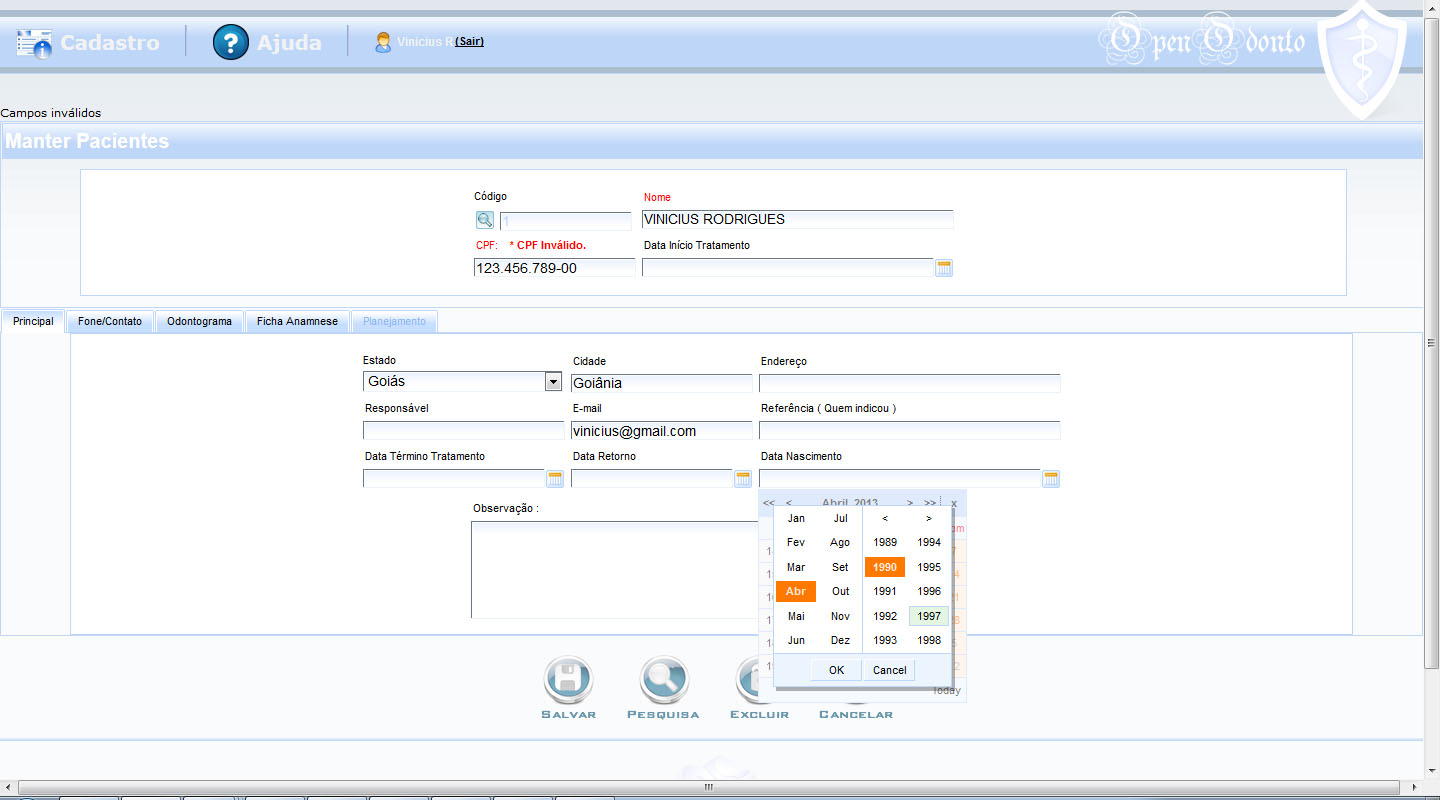 Cadastro
Ajuda
Vinicius R (Sair)
Open Odonto
Campos inválidos
Manter Pacientes
Código
Nome
1
VINICIUS RODRIGUES
CPF: * CPF Inválido.
Data Início Tratamento
123.456.789-00
Principal
Fone/Contato
Odontograma
Ficha Anamnese
Planejamento
Estado
Cidade
Endereço
Goiás
Goiânia
Responsável
E-mail
Referência ( Quem indicou )
vinicius@gmail.com
Data Término Tratamento
Data Retorno
Data Nascimento
Observação :
<< < Abril, 2013 > >> x
Jan Jul < >
Fev Ago 1989 1994
Mar Set 1990 1995
Abr Out 1991 1996
Mai Nov 1992 1997
Jun Dez 1993 1998
OK Cancel
Today
SALVAR
PESQUISA
EXCLUIR
CANCELAR